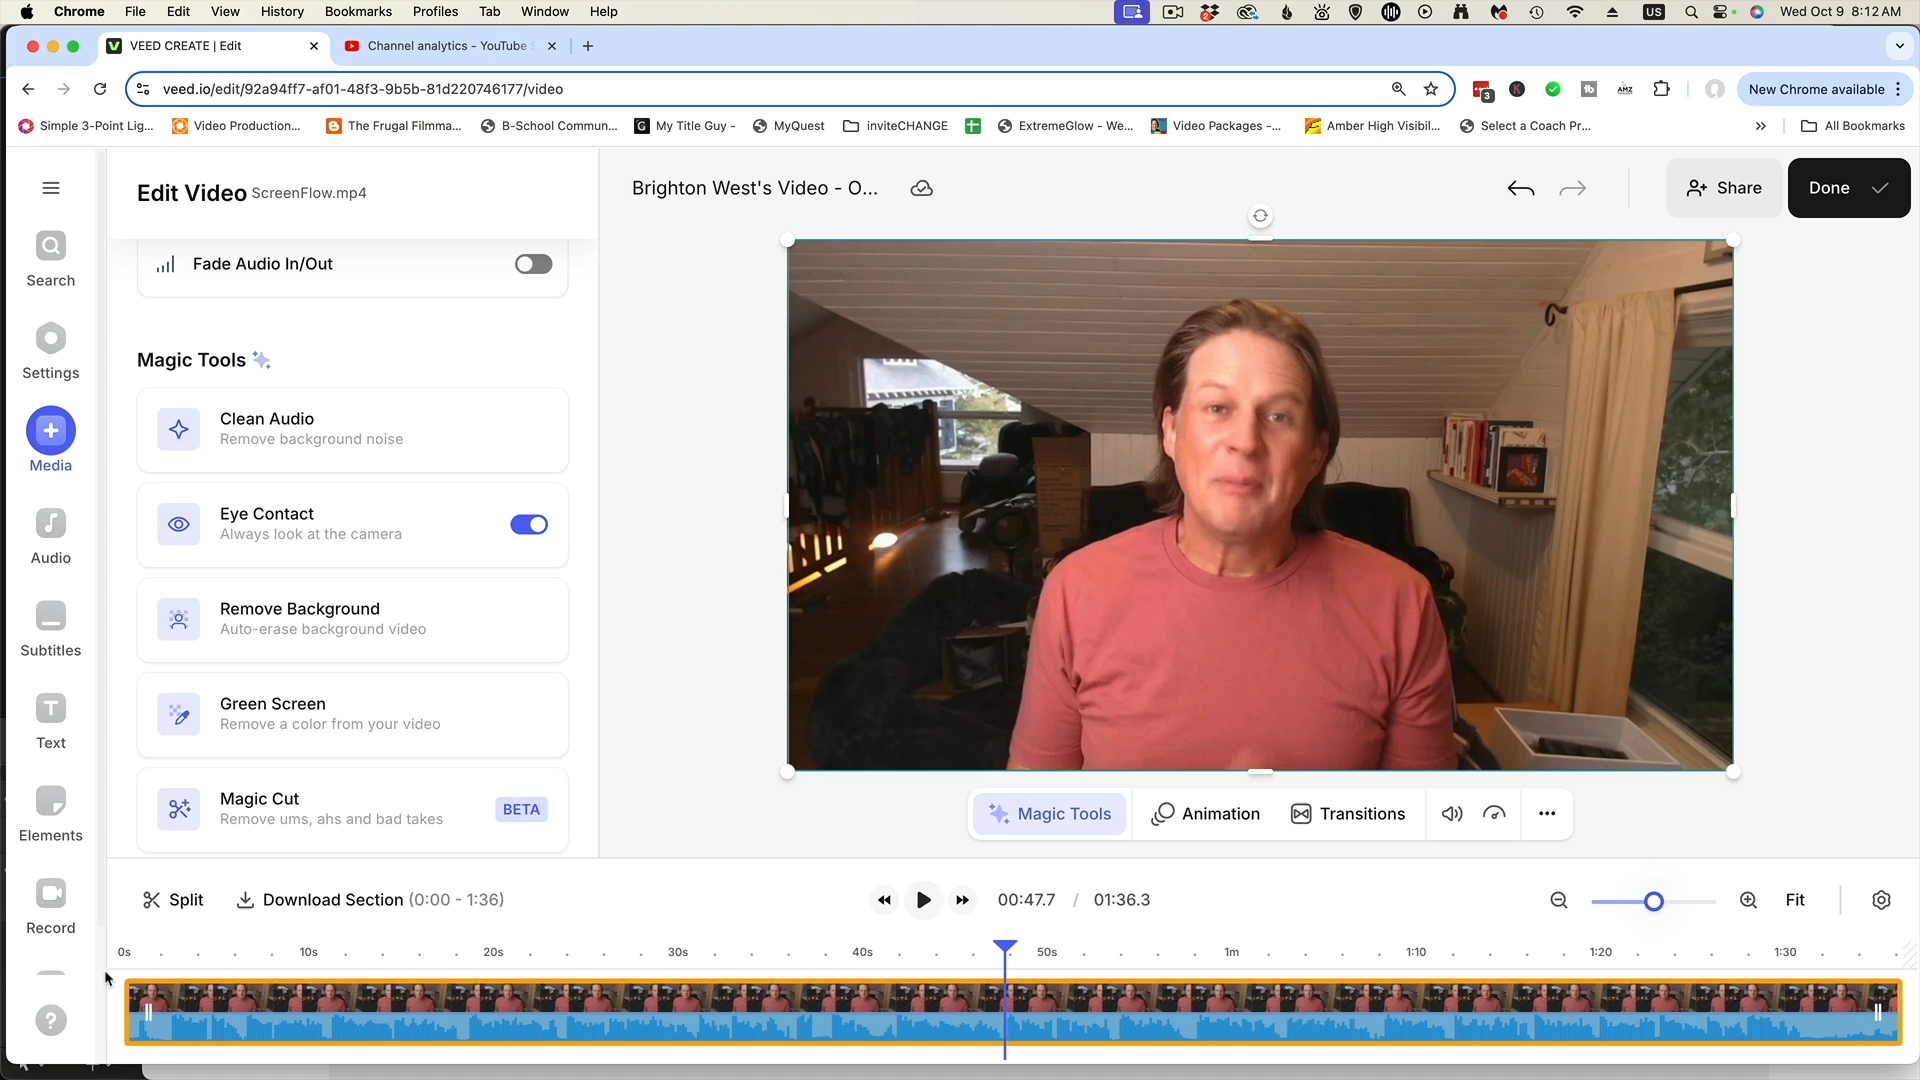 Chrome File Edit View History Bookmarks Profiles Tab Window Help US Wed Oct 9 8:12 AM
VEED CREATE | Edit Channel analytics - YouTube
veed.io/edit/92a94ff7-af01-48f3-9b5b-81d220746177/video 3 K tb AMZ New Chrome available
Simple 3-Point Lig... Video Production... The Frugal Filmma... B-School Commun... My Title Guy - MyQuest inviteCHANGE ExtremeGlow - We... Video Packages -... Amber High Visibil... Select a Coach Pr... All Bookmarks
Edit Video ScreenFlow.mp4
Brighton West's Video - O...
Share
Done
Search
Settings
Media
Audio
Subtitles
Text
Elements
Record
Fade Audio In/Out
Magic Tools
Clean Audio
Remove background noise
Eye Contact
Always look at the camera
Remove Background
Auto-erase background video
Green Screen
Remove a color from your video
Magic Cut
Remove ums, ahs and bad takes
BETA
Magic Tools Animation Transitions
Split Download Section (0:00 - 1:36) 00:47.7 / 01:36.3 Fit
0s 10s 20s 30s 40s 50s 1m 1:10 1:20 1:30